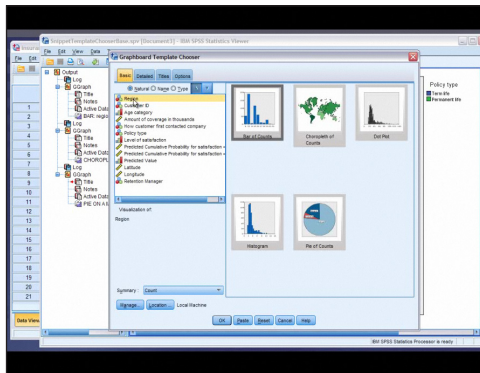 SnippetTemplateChooserBase.spv [Document3] - IBM SPSS Statistics Viewer
File Edit View Data
Graphboard Template Chooser
Basic Detailed Titles Options
Natural Name Type
Region
Customer ID
Age category
Amount of coverage in thousands
How customer first contacted company
Policy type
Level of satisfaction
Predicted Cumulative Probability for satisfaction
Predicted Cumulative Probability for satisfaction
Predicted Value
Latitude
Longitude
Retention Manager
Visualization of:
Region
Summary: Count
Manage... Location... Local Machine
OK Paste Reset Cancel Help
Bar of Counts
Choropleth of Counts
Dot Plot
Histogram
Pie of Counts
Output
Log
GGraph
Title
Notes
Active Data
BAR: regio
Log
GGraph
Title
Notes
Active Data
CHOROPL
Log
GGraph
Title
Notes
Active Data
PIE ON A
Policy type
Term life
Permanent life
File Edit
1
2
3
4
5
6
7
8
9
10
11
12
13
14
15
16
17
18
19
20
21
Data View
IBM SPSS Statistics Processor is ready